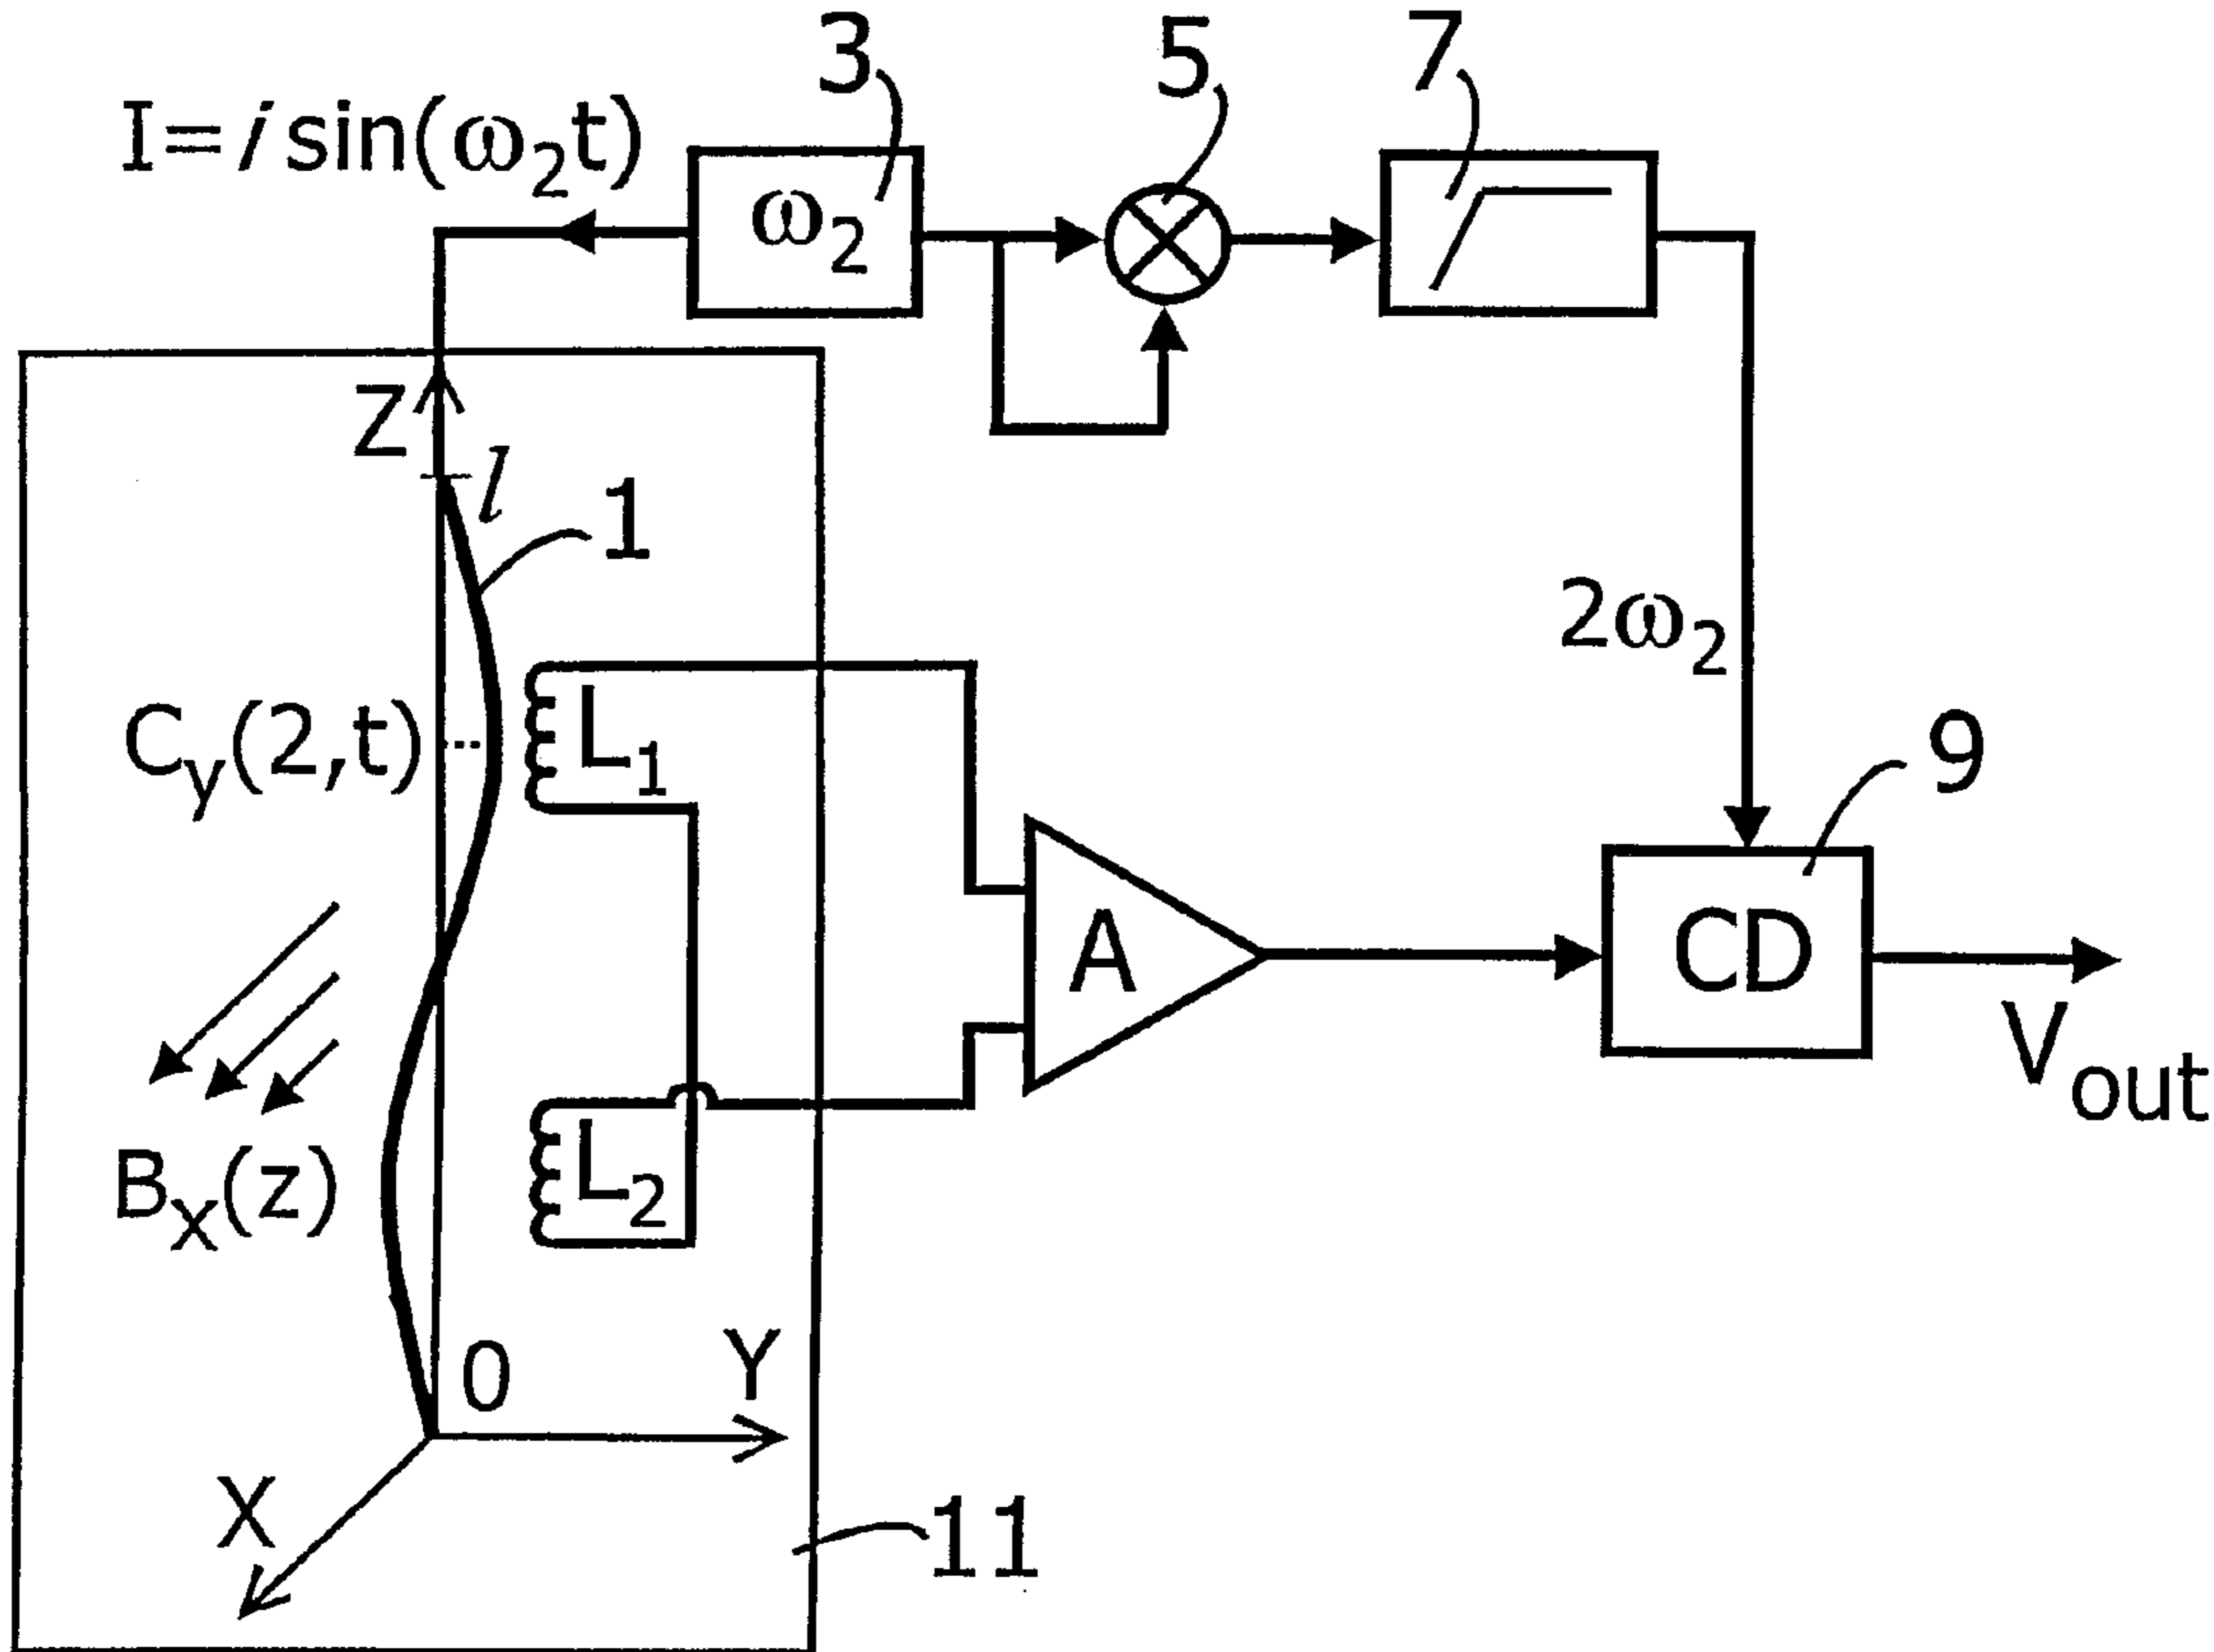 3
5
7
I=i sin(ω₂t)
ω₂
Z
l
1
2ω₂
L₁
Cy(2,t)
9
A
CD
Vout
Bx(z)
L₂
0
Y
X
11